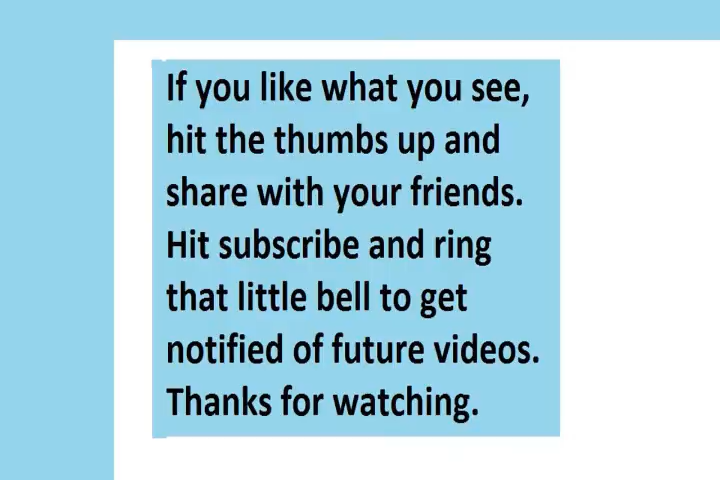 If you like what you see,
hit the thumbs up and
share with your friends.
Hit subscribe and ring
that little bell to get
notified of future videos.
Thanks for watching.